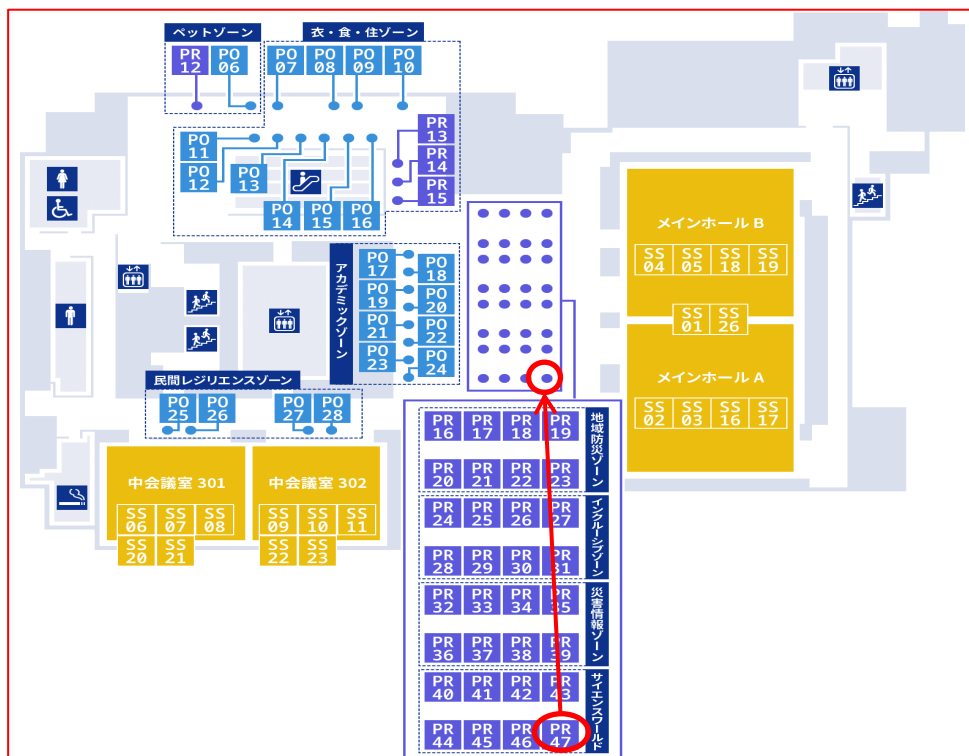 ペットゾーン
衣・食・住ゾーン
PR 12
PO 06
PO 07
PO 08
PO 09
PO 10
PO 11
PO 12
PO 13
PO 14
PO 15
PO 16
PR 13
PR 14
PR 15
アカデミックゾーン
PO 17
PO 18
PO 19
PO 20
PO 21
PO 22
PO 23
PO 24
民間レジリエンスゾーン
PO 25
PO 26
PO 27
PO 28
中会議室 301
SS 06
SS 07
SS 08
SS 20
SS 21
中会議室 302
SS 09
SS 10
SS 11
SS 22
SS 23
メインホール B
SS 04
SS 05
SS 18
SS 19
SS 01
SS 26
メインホール A
SS 02
SS 03
SS 16
SS 17
地域防災ゾーン
PR 16
PR 17
PR 18
PR 19
PR 20
PR 21
PR 22
PR 23
インクルーシブゾーン
PR 24
PR 25
PR 26
PR 27
PR 28
PR 29
PR 30
PR 31
災害情報ゾーン
PR 32
PR 33
PR 34
PR 35
PR 36
PR 37
PR 38
PR 39
サイエンスワールド
PR 40
PR 41
PR 42
PR 43
PR 44
PR 45
PR 46
PR 47